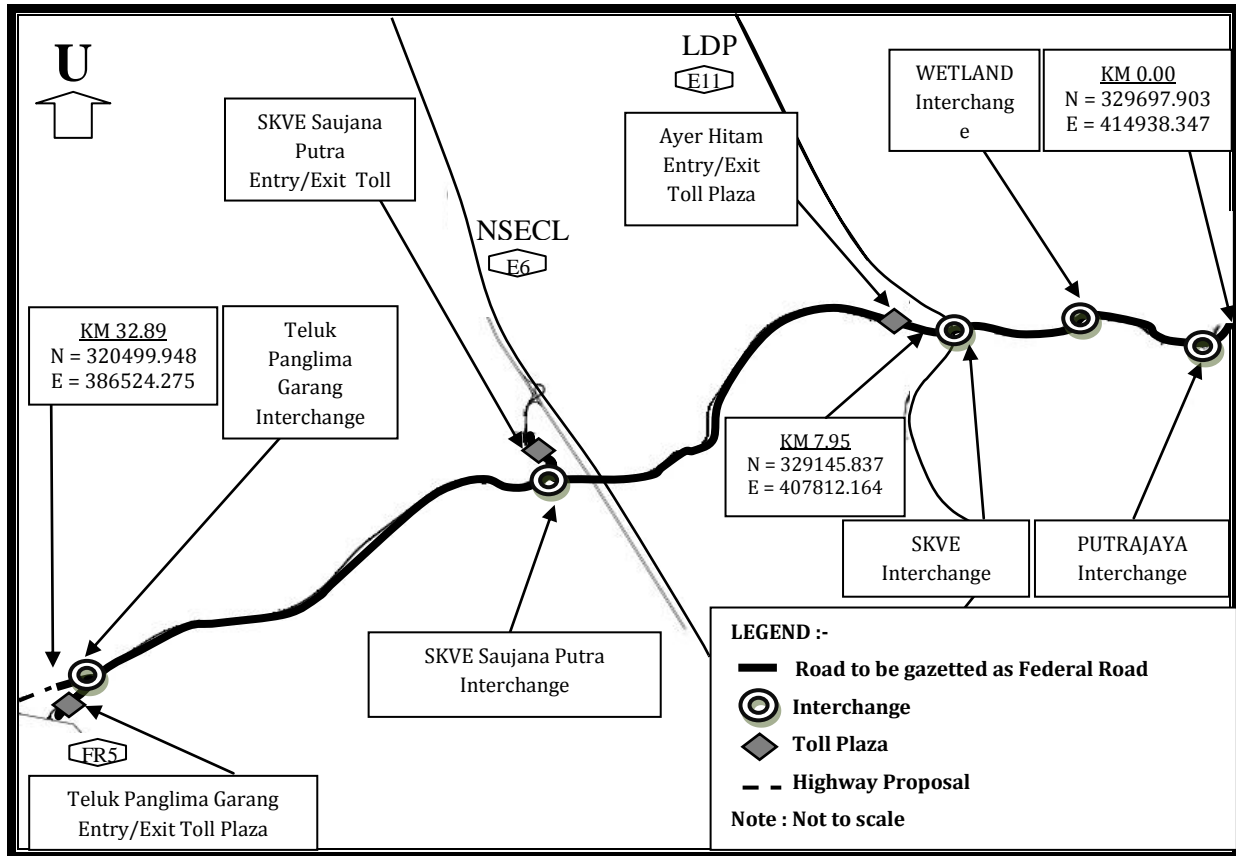 U
LDP
E11
WETLAND
Interchang
e
KM 0.00
N = 329697.903
E = 414938.347
SKVE Saujana
Putra
Entry/Exit Toll
Ayer Hitam
Entry/Exit
Toll Plaza
NSECL
E6
KM 32.89
N = 320499.948
E = 386524.275
Teluk
Panglima
Garang
Interchange
KM 7.95
N = 329145.837
E = 407812.164
SKVE
Interchange
PUTRAJAYA
Interchange
SKVE Saujana Putra
Interchange
FR5
Teluk Panglima Garang
Entry/Exit Toll Plaza
LEGEND :-
Road to be gazetted as Federal Road
Interchange
Toll Plaza
Highway Proposal
Note : Not to scale